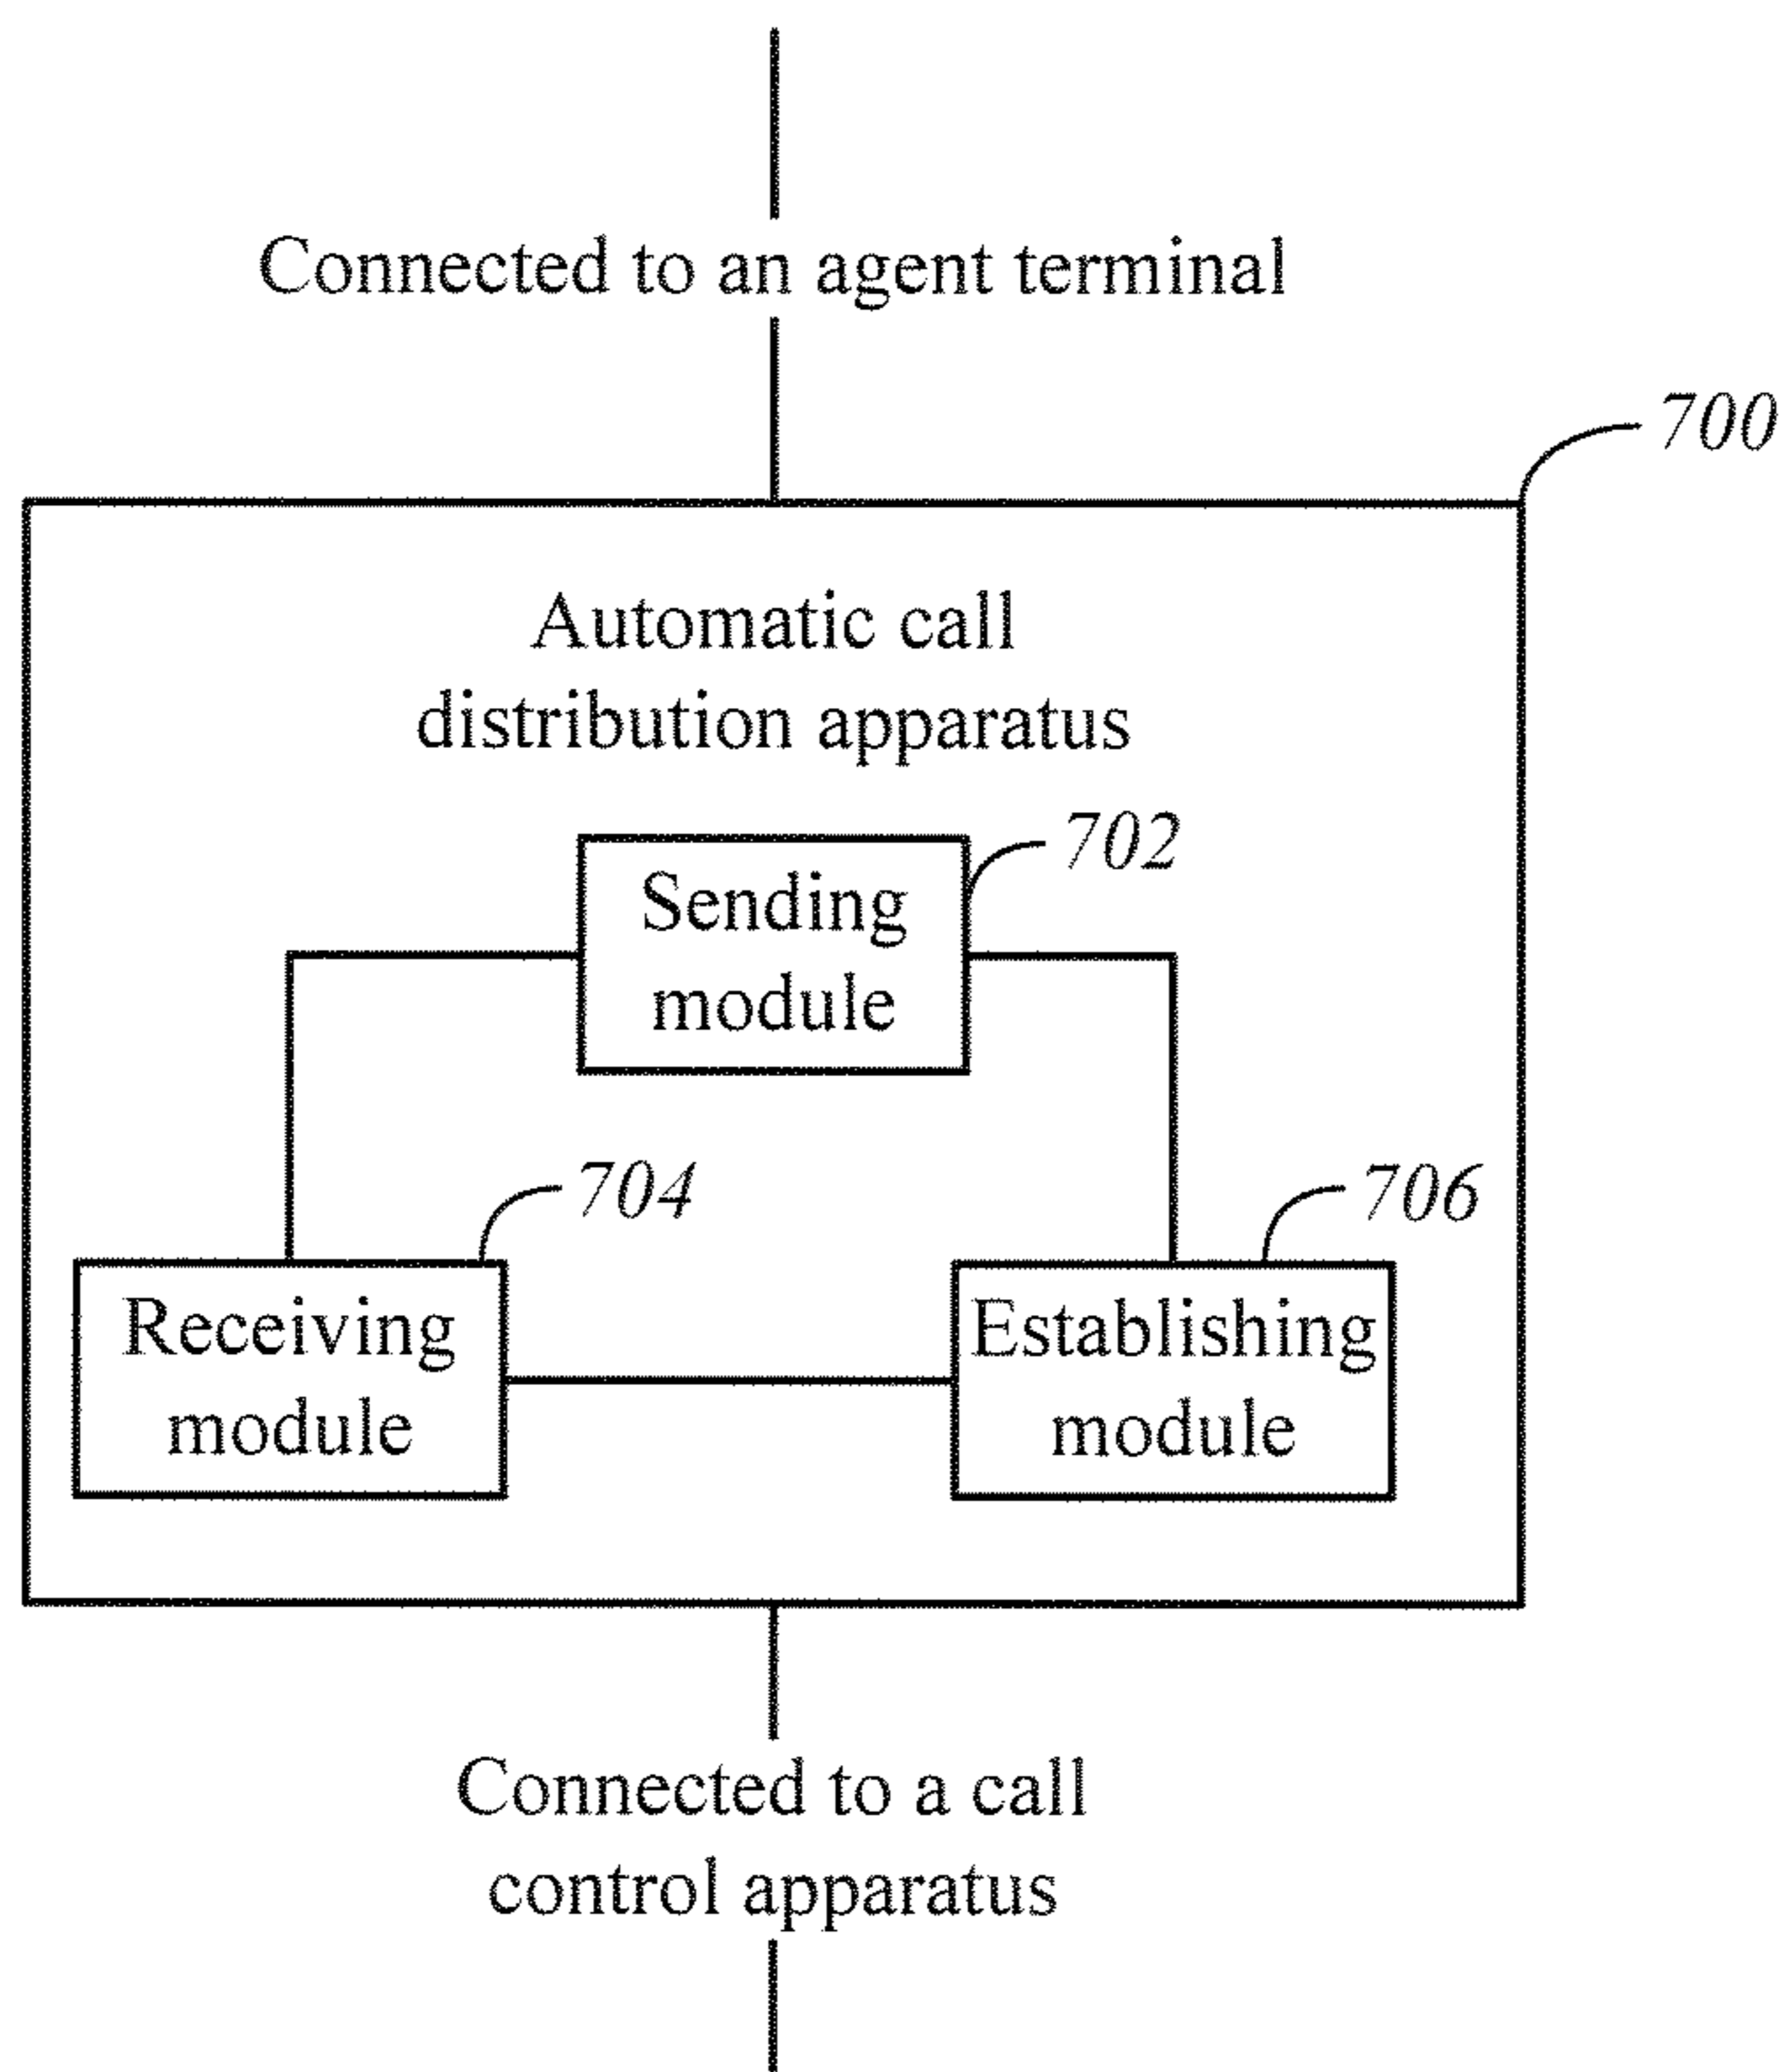 Connected to an agent terminal
700
Automatic call
distribution apparatus
702
Sending
module
704
706
Receiving
module
Establishing
module
Connected to a call
control apparatus